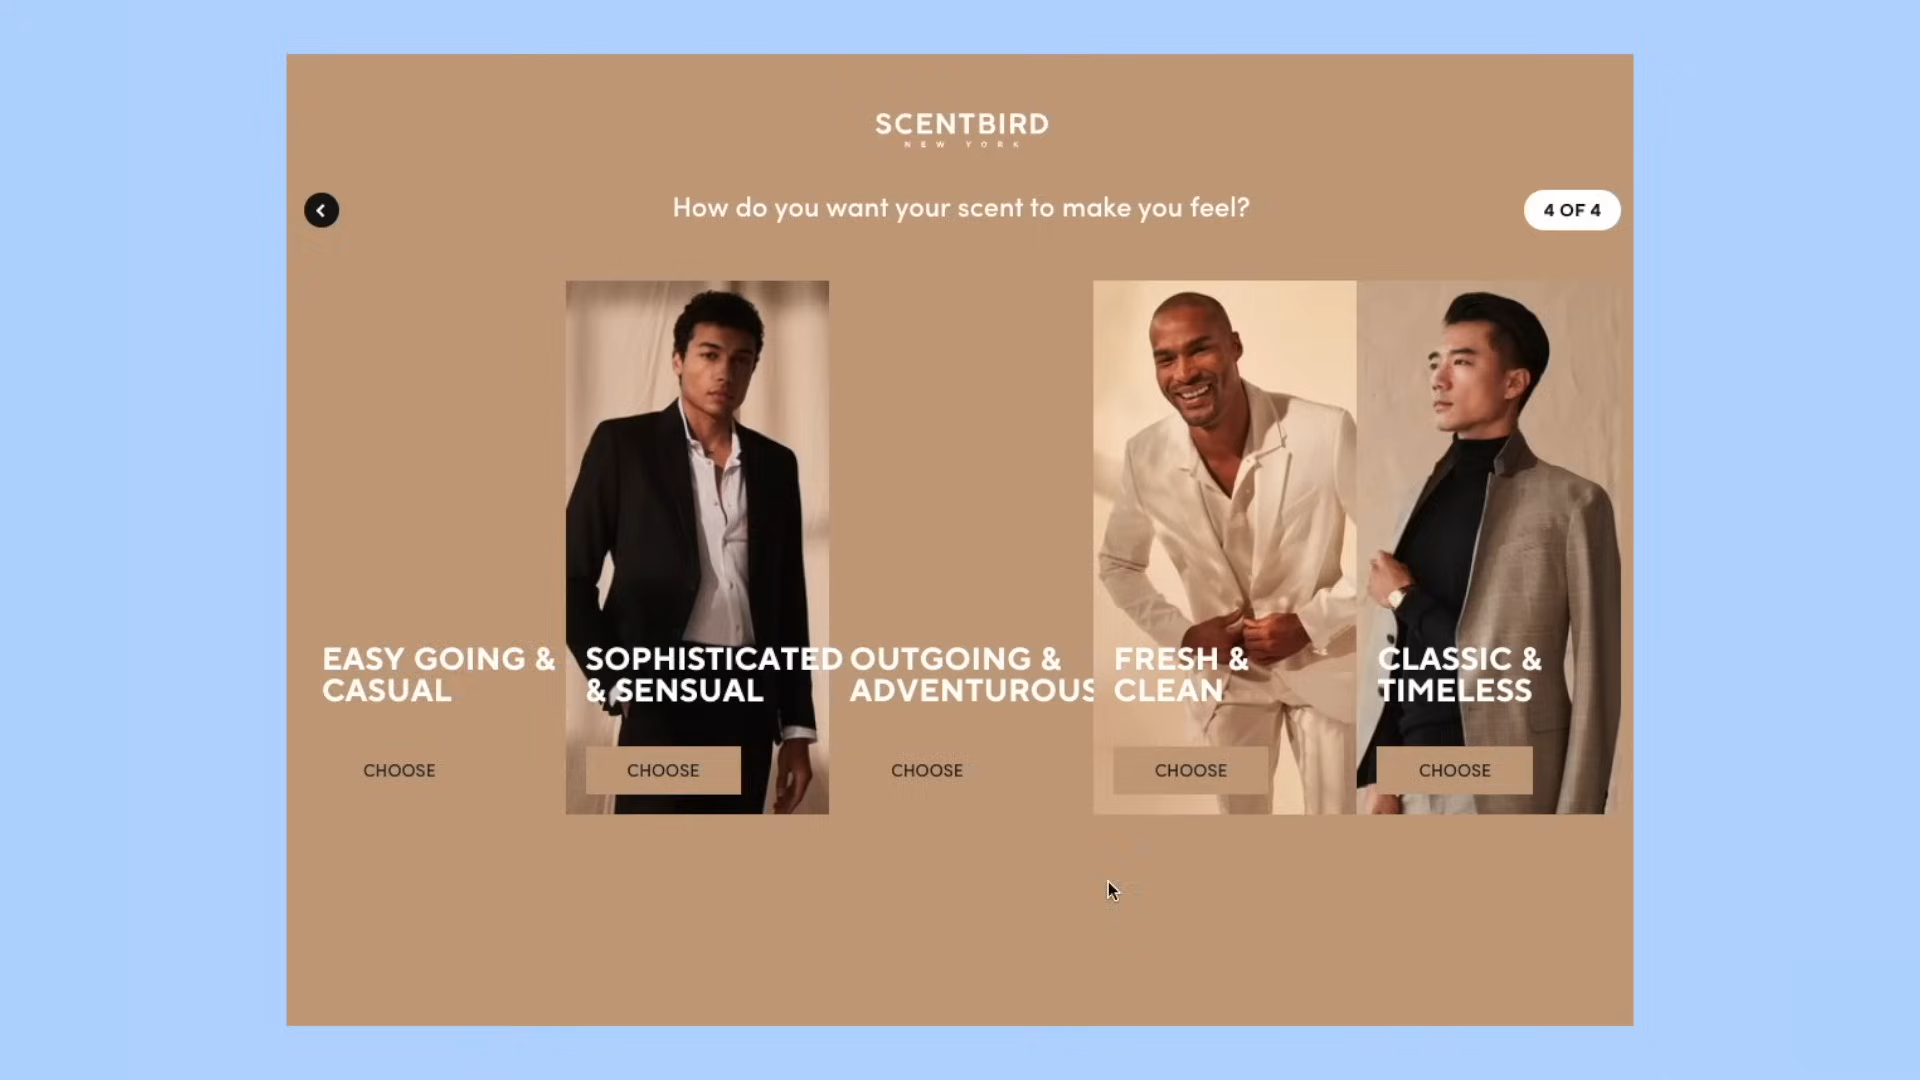 SCENTBIRD
NEW YORK
How do you want your scent to make you feel?
4 OF 4
EASY GOING &
CASUAL
CHOOSE
SOPHISTICATED
& SENSUAL
CHOOSE
OUTGOING &
ADVENTUROUS
CHOOSE
FRESH &
CLEAN
CHOOSE
CLASSIC &
TIMELESS
CHOOSE